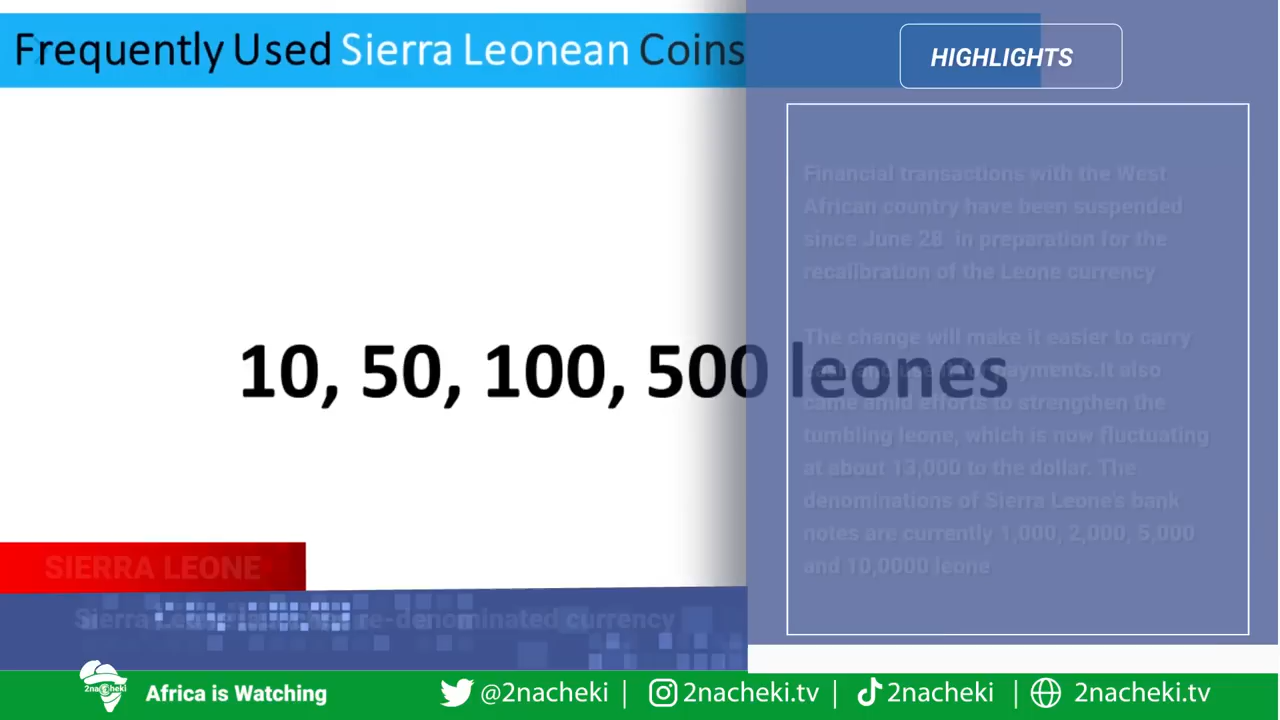 Frequently Used Sierra Leonean Coins
HIGHLIGHTS
Financial transactions with the West
African country have been suspended
since June 28 in preparation for the
recalibration of the Leone currency
The change will make it easier to carry
cash and payments.It also
came amid efforts to strengthen the
tumbling leone, which is now fluctuating
at about 13,000 to the dollar. The
denominations of Sierra Leone's bank
notes are currently 1,000, 2,000, 5,000
and 10,0000 leone
10, 50, 100, 500 leones
SIERRA LEONE
Sierra re-denominated currency
2nacheki
Africa is Watching
@2nacheki | 2nacheki.tv | 2nacheki | 2nacheki.tv